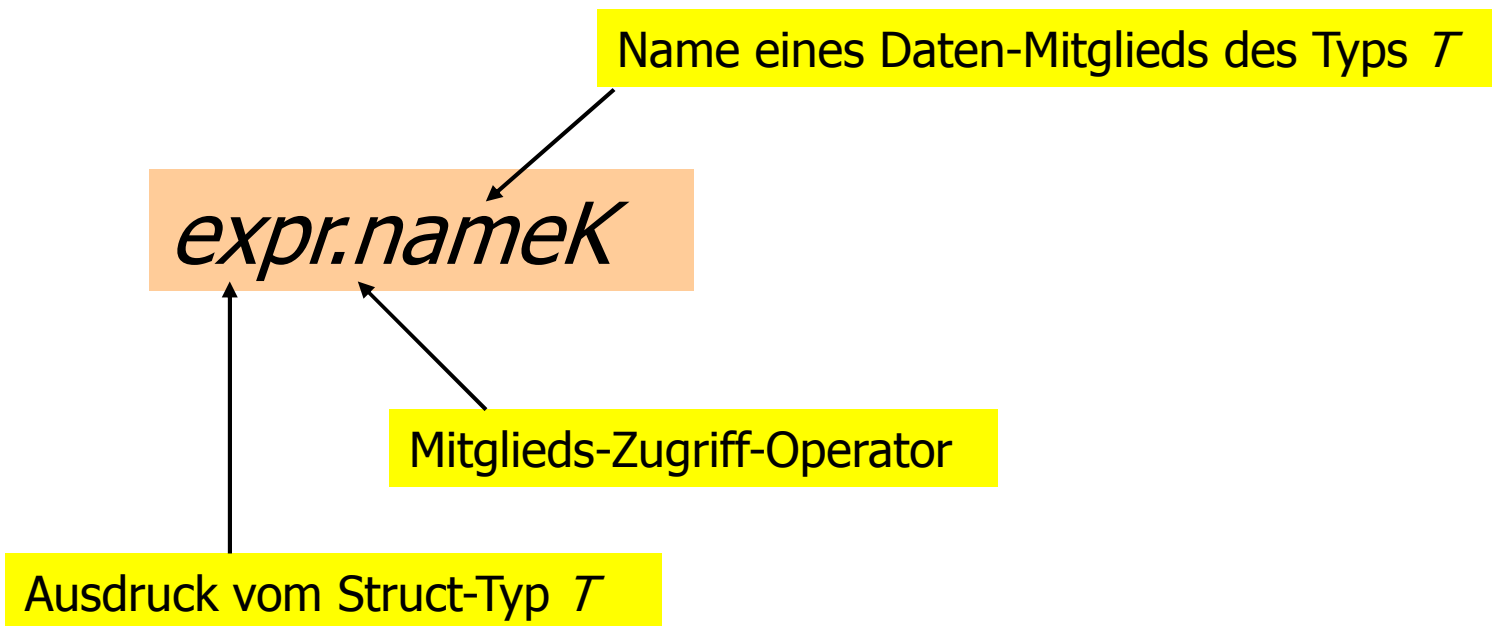 Name eines Daten-Mitglieds des Typs T
expr.nameK
Mitglieds-Zugriff-Operator
Ausdruck vom Struct-Typ T